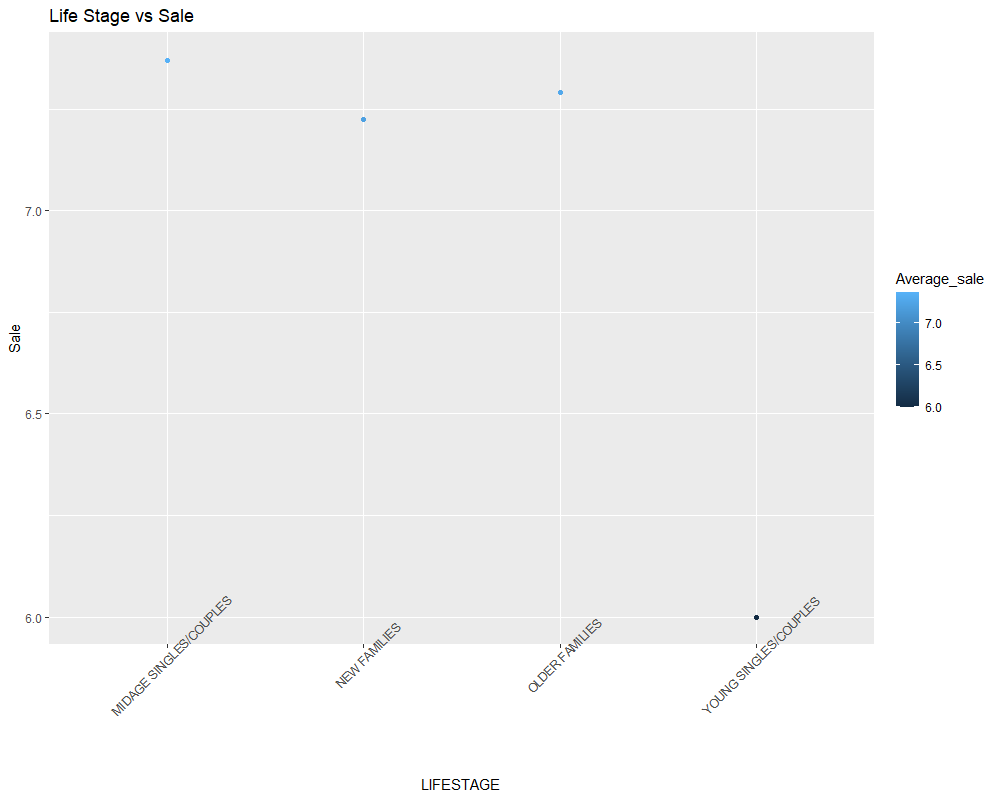 Life Stage vs Sale
Sale
7.0
6.5
6.0
MIDAGE SINGLES/COUPLES
NEW FAMILIES
OLDER FAMILIES
YOUNG SINGLES/COUPLES
LIFESTAGE
Average_sale
7.0
6.5
6.0